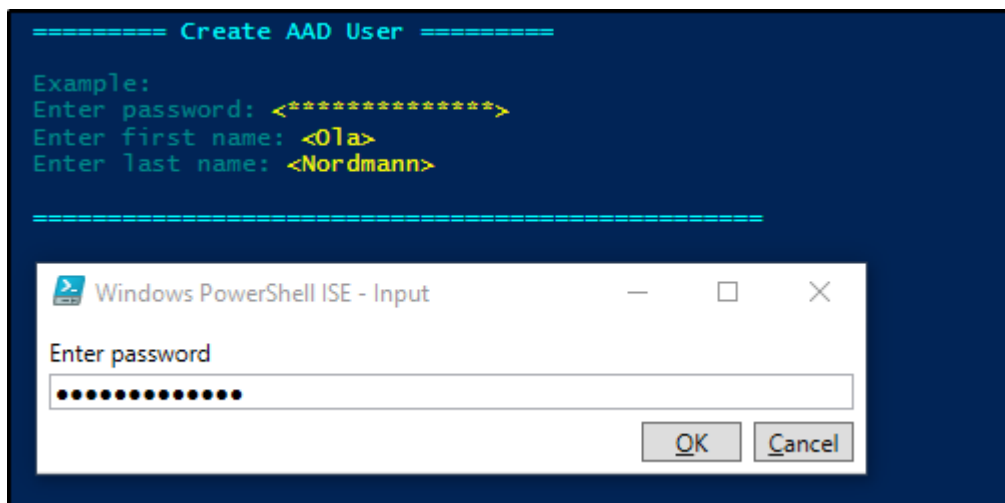 ========= Create AAD User =========
Example:
Enter password: <**************>
Enter first name: <Ola>
Enter last name: <Nordmann>
=================================================
Windows PowerShell ISE - Input
Enter password
●●●●●●●●●●●●●
OK Cancel